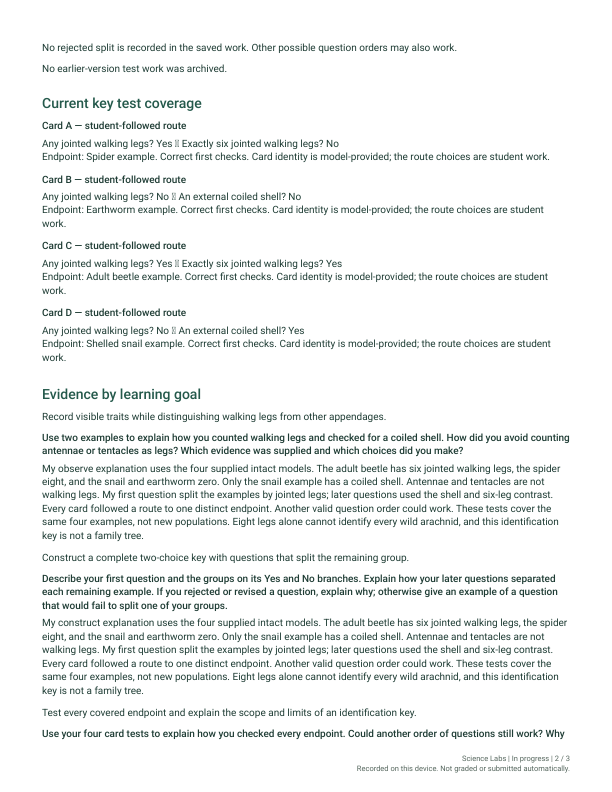 No rejected split is recorded in the saved work. Other possible question orders may also work.
No earlier-version test work was archived.
Current key test coverage
Card A — student-followed route
Any jointed walking legs? Yes Exactly six jointed walking legs? No
Endpoint: Spider example. Correct first checks. Card identity is model-provided; the route choices are student work.
Card B — student-followed route
Any jointed walking legs? No An external coiled shell? No
Endpoint: Earthworm example. Correct first checks. Card identity is model-provided; the route choices are student
work.
Card C — student-followed route
Any jointed walking legs? Yes Exactly six jointed walking legs? Yes
Endpoint: Adult beetle example. Correct first checks. Card identity is model-provided; the route choices are student
work.
Card D — student-followed route
Any jointed walking legs? No An external coiled shell? Yes
Endpoint: Shelled snail example. Correct first checks. Card identity is model-provided; the route choices are student
work.
Evidence by learning goal
Record visible traits while distinguishing walking legs from other appendages.
Use two examples to explain how you counted walking legs and checked for a coiled shell. How did you avoid counting
antennae or tentacles as legs? Which evidence was supplied and which choices did you make?
My observe explanation uses the four supplied intact models. The adult beetle has six jointed walking legs, the spider
eight, and the snail and earthworm zero. Only the snail example has a coiled shell. Antennae and tentacles are not
walking legs. My first question split the examples by jointed legs; later questions used the shell and six-leg contrast.
Every card followed a route to one distinct endpoint. Another valid question order could work. These tests cover the
same four examples, not new populations. Eight legs alone cannot identify every wild arachnid, and this identification
key is not a family tree.
Construct a complete two-choice key with questions that split the remaining group.
Describe your first question and the groups on its Yes and No branches. Explain how your later questions separated
each remaining example. If you rejected or revised a question, explain why; otherwise give an example of a question
that would fail to split one of your groups.
My construct explanation uses the four supplied intact models. The adult beetle has six jointed walking legs, the spider
eight, and the snail and earthworm zero. Only the snail example has a coiled shell. Antennae and tentacles are not
walking legs. My first question split the examples by jointed legs; later questions used the shell and six-leg contrast.
Every card followed a route to one distinct endpoint. Another valid question order could work. These tests cover the
same four examples, not new populations. Eight legs alone cannot identify every wild arachnid, and this identification
key is not a family tree.
Test every covered endpoint and explain the scope and limits of an identification key.
Use your four card tests to explain how you checked every endpoint. Could another order of questions still work? Why
Science Labs | In progress | 2 / 3
Recorded on this device. Not graded or submitted automatically.